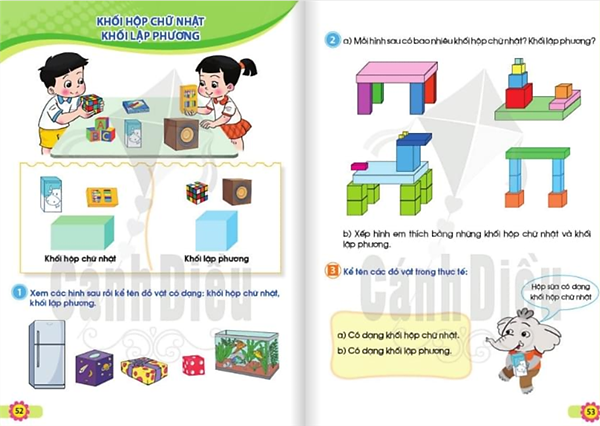 KHỐI HỘP CHỮ NHẬT
KHỐI LẬP PHƯƠNG
A
B
C
Khối hộp chữ nhật
Khối lập phương
1 Xem các hình sau rồi kể tên đồ vật có dạng: khối hộp chữ nhật,
khối lập phương.
52
2 a) Mỗi hình sau có bao nhiêu khối hộp chữ nhật? Khối lập phương?
b) Xếp hình em thích bằng những khối hộp chữ nhật và khối
lập phương.
3 Kể tên các đồ vật trong thực tế:
a) Có dạng khối hộp chữ nhật.
b) Có dạng khối lập phương.
Hộp sữa có dạng
khối hộp chữ nhật
53
Cánh Diều
Cánh Diều